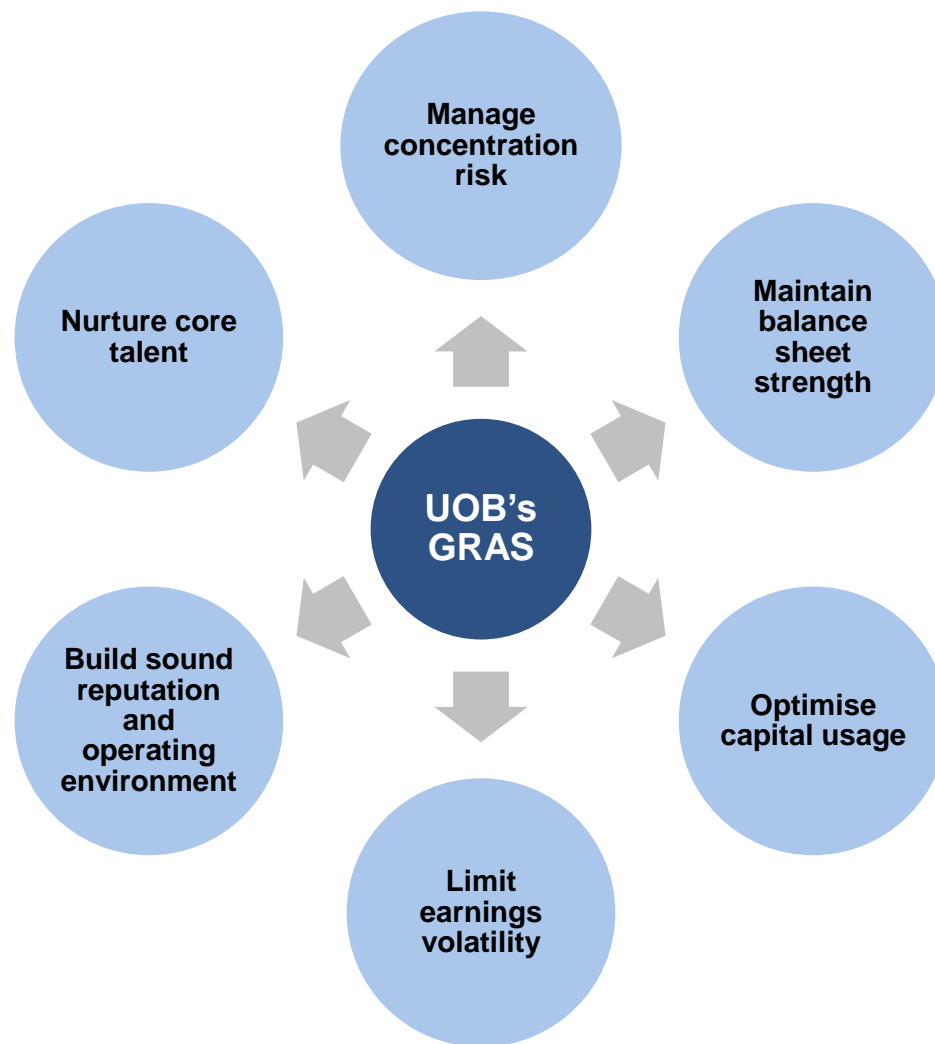 Manage
concentration
risk
Maintain
balance
sheet
strength
Optimise
capital usage
Limit
earnings
volatility
Build sound
reputation
and
operating
environment
Nurture core
talent
UOB’s
GRAS